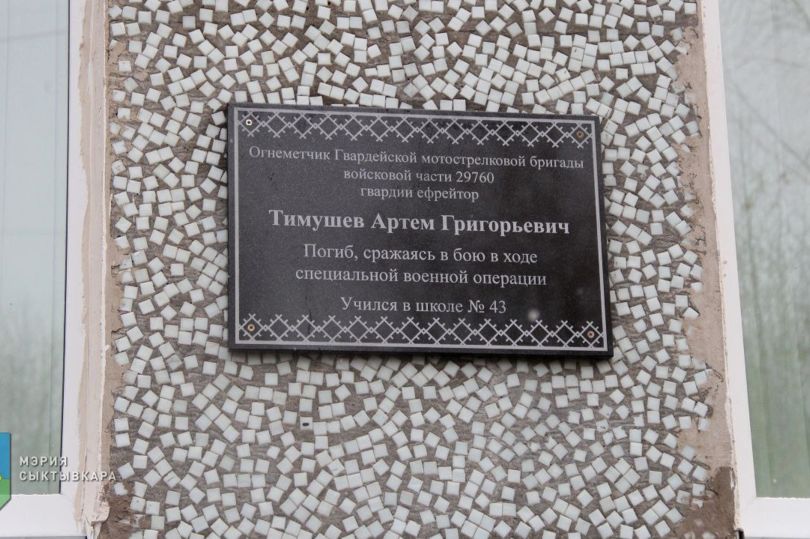 Огнеметчик Гвардейской мотострелковой бригады
войсковой части 29760
гвардии ефрейтор
Тимушев Артем Григорьевич
Погиб, сражаясь в бою в ходе
специальной военной операции
Учился в школе № 43
МЭРИЯ
СЫКТЫВКАРА